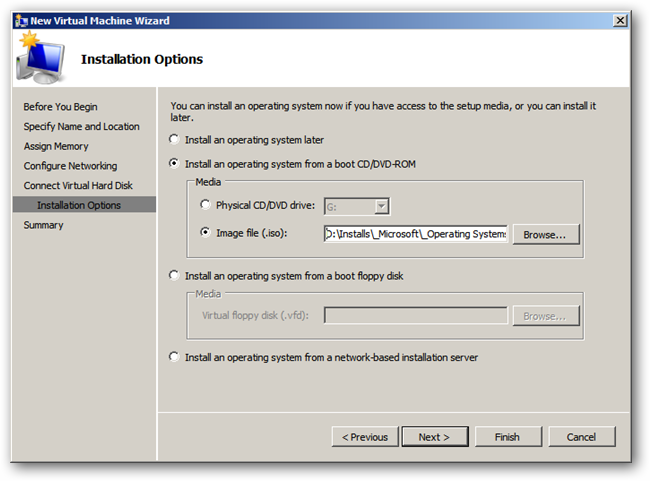 New Virtual Machine Wizard
Installation Options
Before You Begin
Specify Name and Location
Assign Memory
Configure Networking
Connect Virtual Hard Disk
Installation Options
Summary
You can install an operating system now if you have access to the setup media, or you can install it
later.
Install an operating system later
Install an operating system from a boot CD/DVD-ROM
Media
Physical CD/DVD drive: G:
Image file (.iso): D:\Installs\_Microsoft\_Operating Systems Browse...
Install an operating system from a boot floppy disk
Media
Virtual floppy disk (.vfd): Browse...
Install an operating system from a network-based installation server
< Previous Next > Finish Cancel